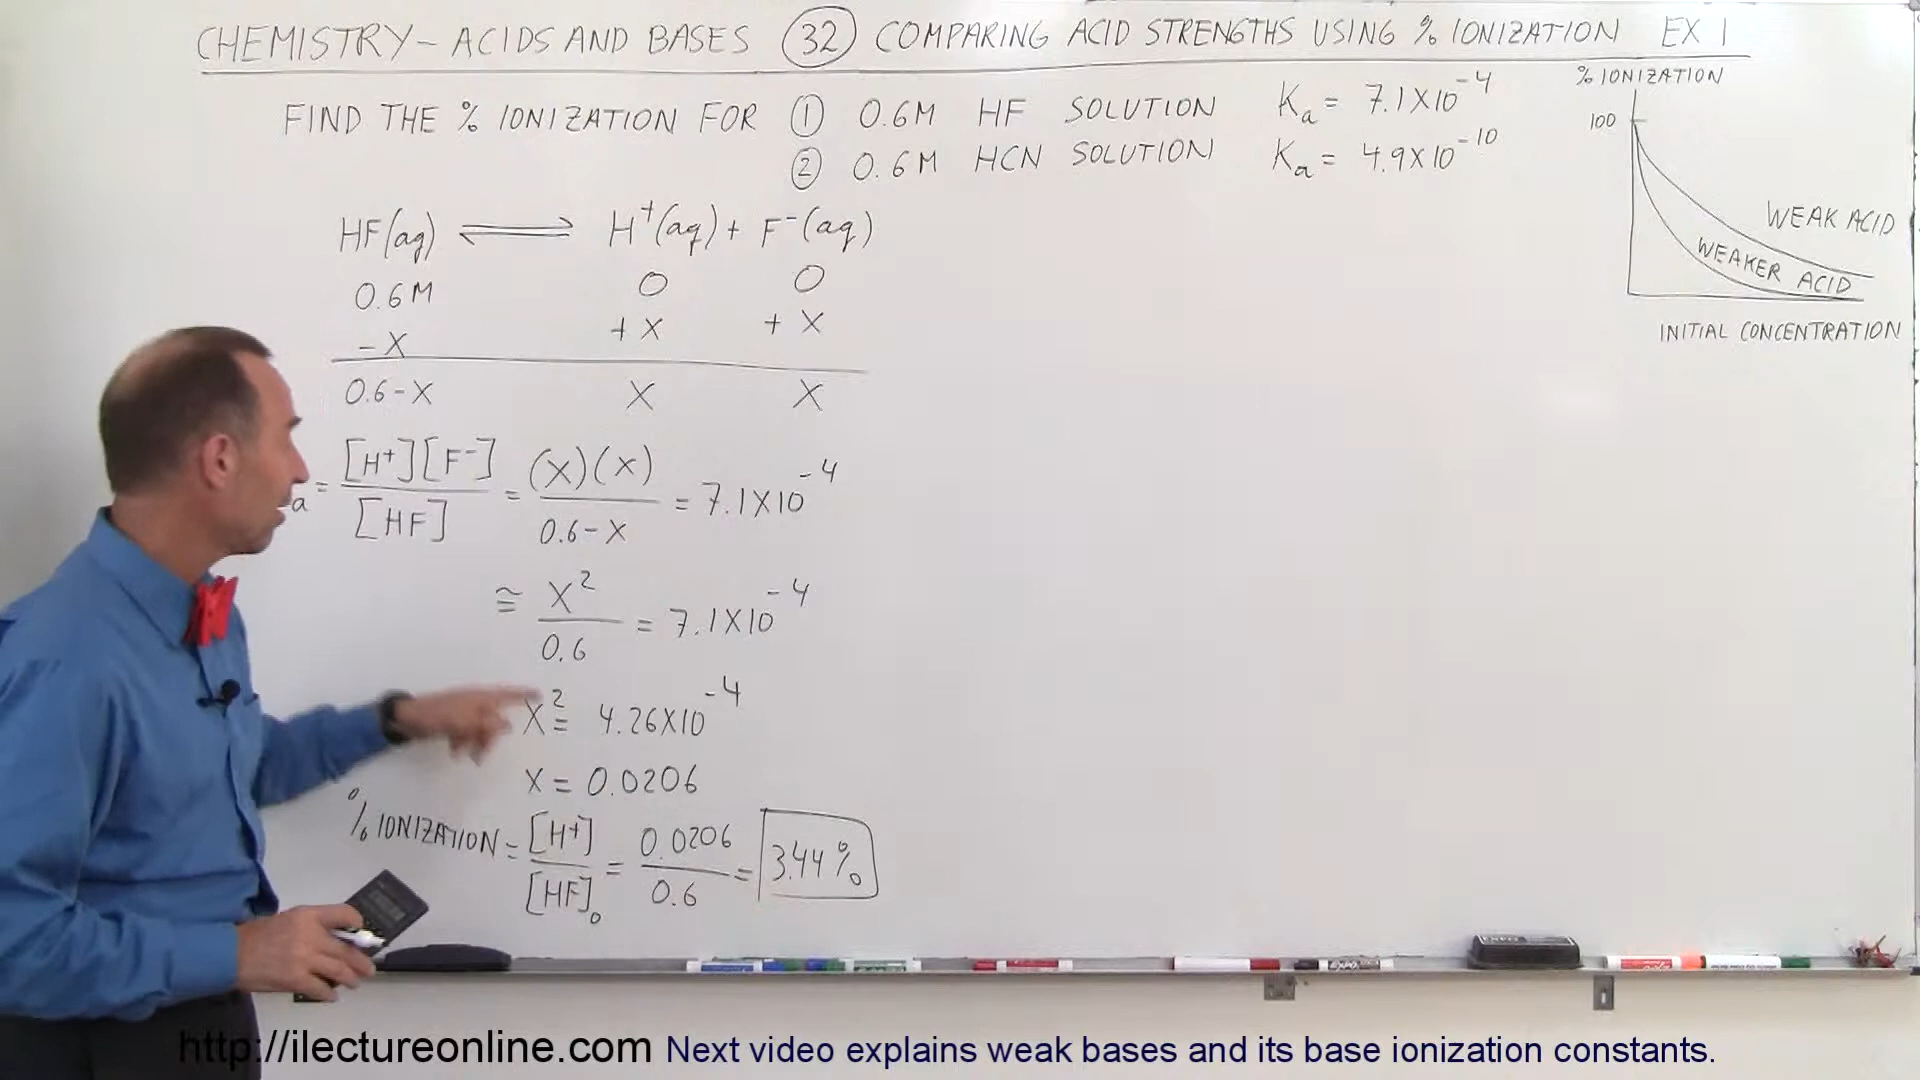 CHEMISTRY – ACIDS AND BASES 32 COMPARING ACID STRENGTHS USING % IONIZATION EX 1
FIND THE % IONIZATION FOR ① 0.6M HF SOLUTION Ka = 7.1X10⁻⁴
② 0.6M HCN SOLUTION Ka = 4.9X10⁻¹⁰
% IONIZATION
100
WEAK ACID
WEAKER ACID
INITIAL CONCENTRATION
HF(aq) ⇌ H⁺(aq) + F⁻(aq)
0.6M 0 0
-X +X +X
0.6-X X X
a = [H⁺][F⁻] / [HF] = (X)(X) / 0.6-X = 7.1X10⁻⁴
≅ X² / 0.6 = 7.1X10⁻⁴
X² = 4.26X10⁻⁴
X = 0.0206
% IONIZATION = [H⁺] / [HF]₀ = 0.0206 / 0.6 = 3.44%
EXPO
http://ilectureonline.com Next video explains weak bases and its base ionization constants.